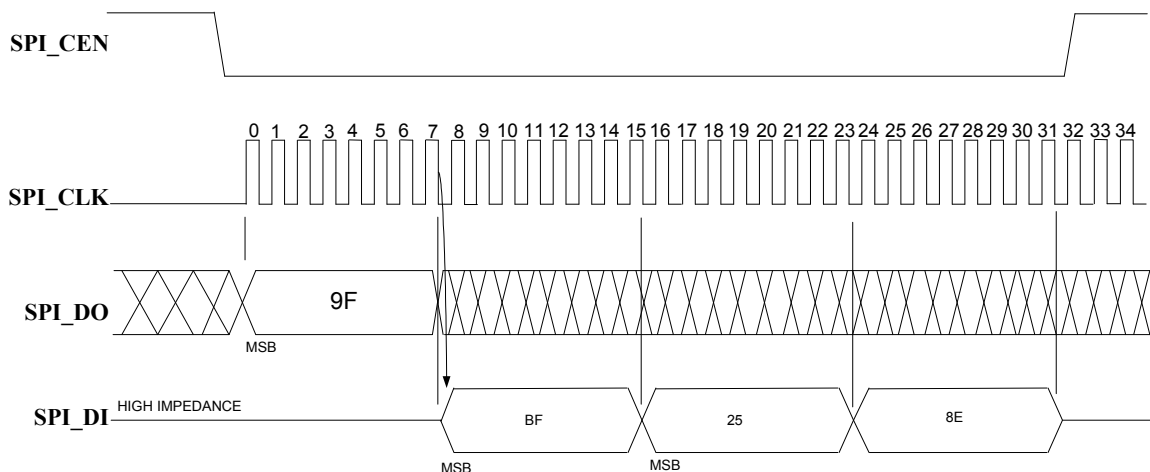 SPI_CEN
0 1 2 3 4 5 6 7 8 9 10 11 12 13 14 15 16 17 18 19 20 21 22 23 24 25 26 27 28 29 30 31 32 33 34
SPI_CLK
9F
SPI_DO
MSB
HIGH IMPEDANCE
SPI_DI
BF
25
8E
MSB
MSB